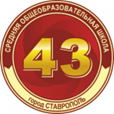 СРЕДНЯЯ ОБЩЕОБРАЗОВАТЕЛЬНАЯ ШКОЛА
43
ГОРОД СТАВРОПОЛЬ